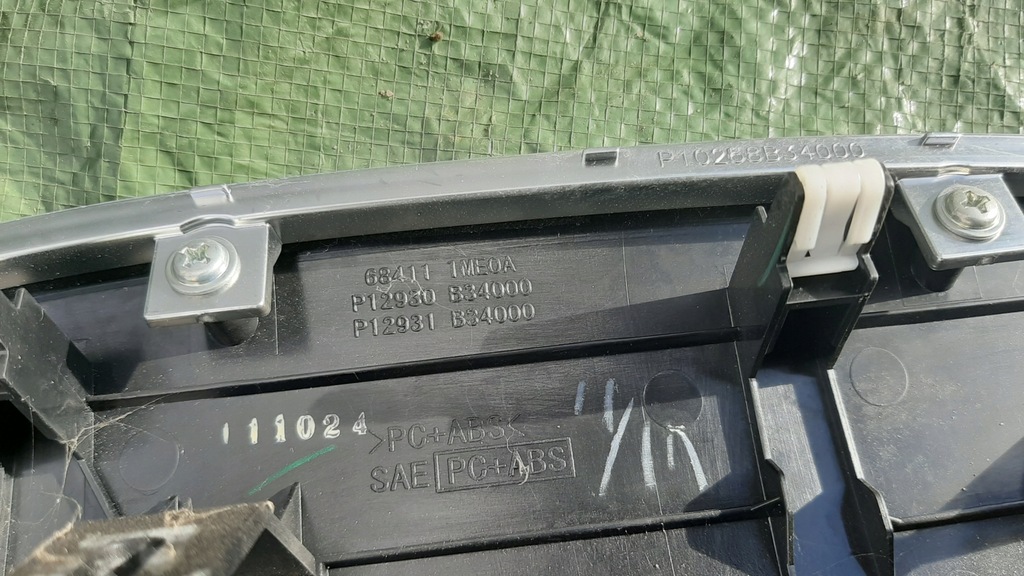 P10268B34000
68411 1ME0A
P12930 B34000
P12931 B34000
111024
>PC+ABS<
SAE PC+ABS